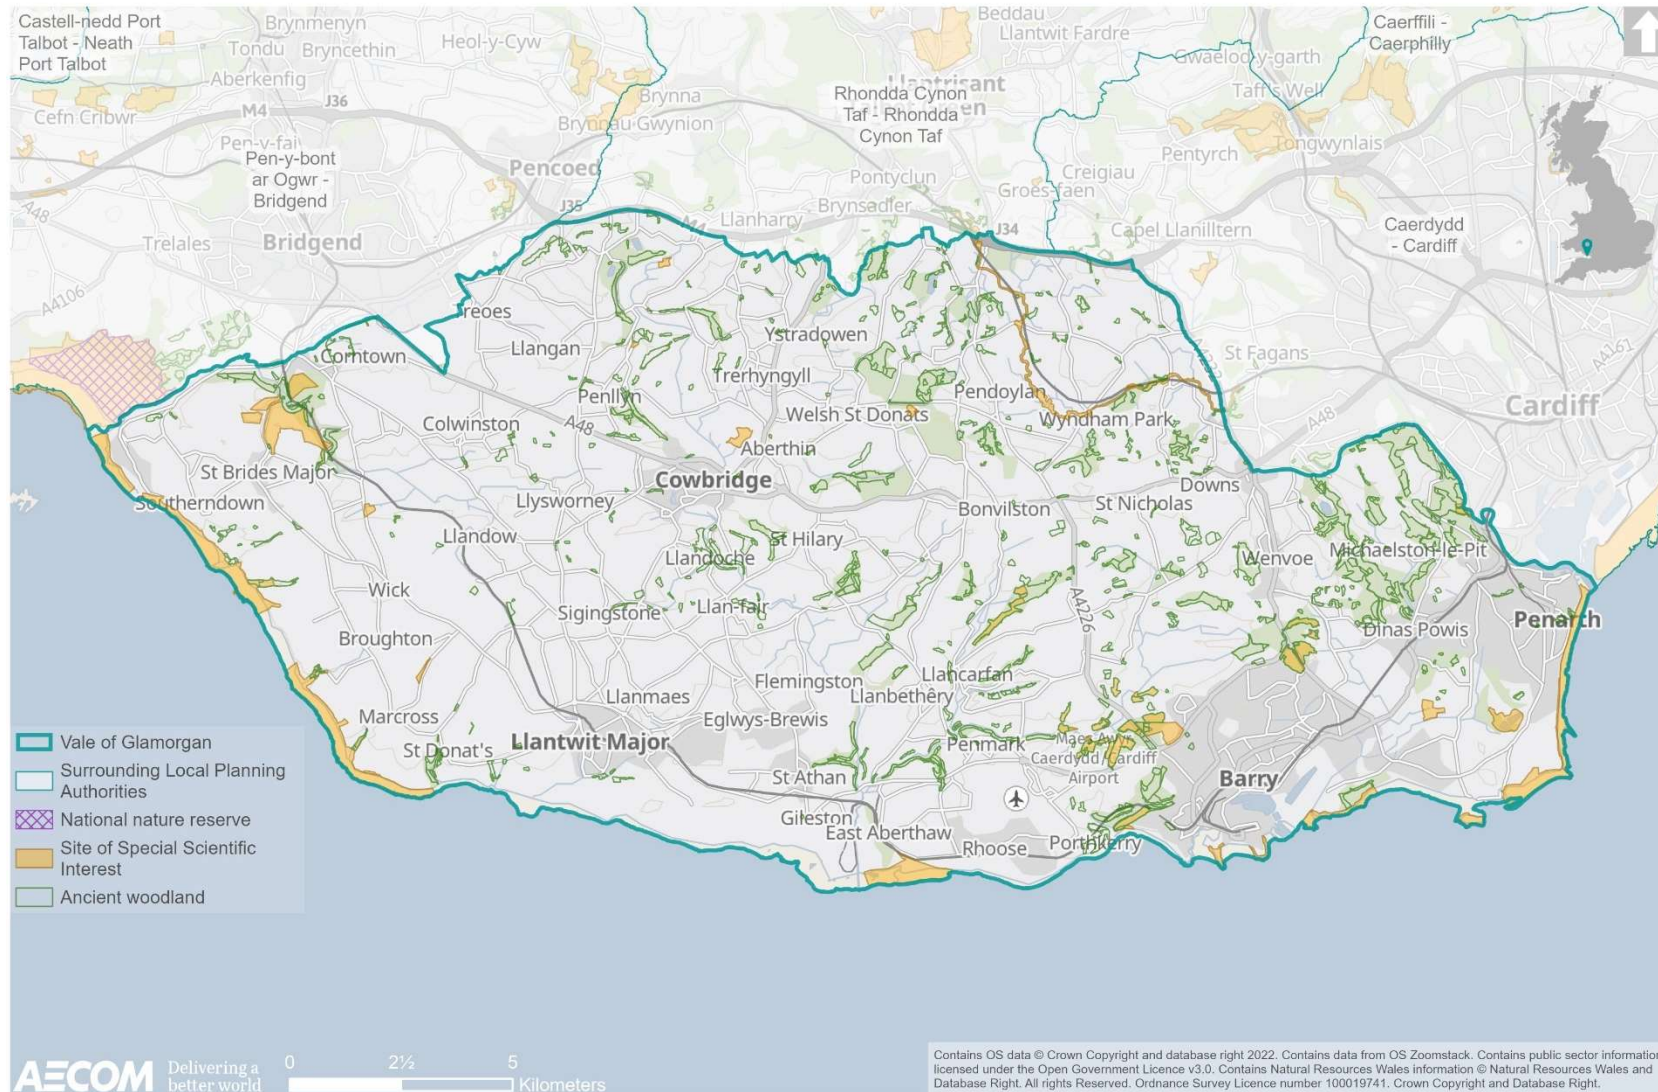 Castell-nedd Port
Talbot - Neath
Port Talbot
Brynmenyn
Tondu
Bryncethin
Heol-y-Cyw
Aberkenfig
Cefn Cribwr
M4
J36
Beddau
Llantwit Fardre
Caerffili -
Caerphilly
Gwaelod-y-garth
Taff's Well
Tongwynlais
Brynna
Brynnau Gwynion
Rhondda Cynon
Taf - Rhondda
Cynon Taf
Pen-y-fai
Pen-y-bont
ar Ogwr -
Bridgend
Pencoed
Pentyrch
Creigiau
Pontyclun
Groes-faen
A48
Trelales
Bridgend
J35
Llanharry
Brynsadler
J34
Capel Llanilltern
Caerdydd
- Cardiff
A4106
Treoes
Corntown
Llangan
Ystradowen
St Fagans
A4232
A4161
Trerhyngyll
Penllyn
Pendoylan
Cardiff
Colwinston
A48
Welsh St Donats
Wyndham Park
A48
Aberthin
St Brides Major
Cowbridge
Downs
Southerndown
Llysworney
Bonvilston
St Nicholas
Llandow
St Hilary
Michaelston-le-Pit
Llandoche
Wenvoe
Wick
Sigingstone
Llan-fair
A4226
Broughton
Dinas Powis
Penarth
Llancarfan
Flemingston
Llanmaes
Llanbethêry
Marcross
Eglwys-Brewis
St Donat's
Llantwit Major
Penmark
Maes Awyr
Caerdydd/Cardiff
Airport
St Athan
Barry
Gileston
East Aberthaw
Rhoose
Porthkerry
Vale of Glamorgan
Surrounding Local Planning
Authorities
National nature reserve
Site of Special Scientific
Interest
Ancient woodland
AECOM
Delivering a
better world
0 2½ 5
Kilometers
Contains OS data © Crown Copyright and database right 2022. Contains data from OS Zoomstack. Contains public sector information
licensed under the Open Government Licence v3.0. Contains Natural Resources Wales information © Natural Resources Wales and
Database Right. All rights Reserved. Ordnance Survey Licence number 100019741. Crown Copyright and Database Right.